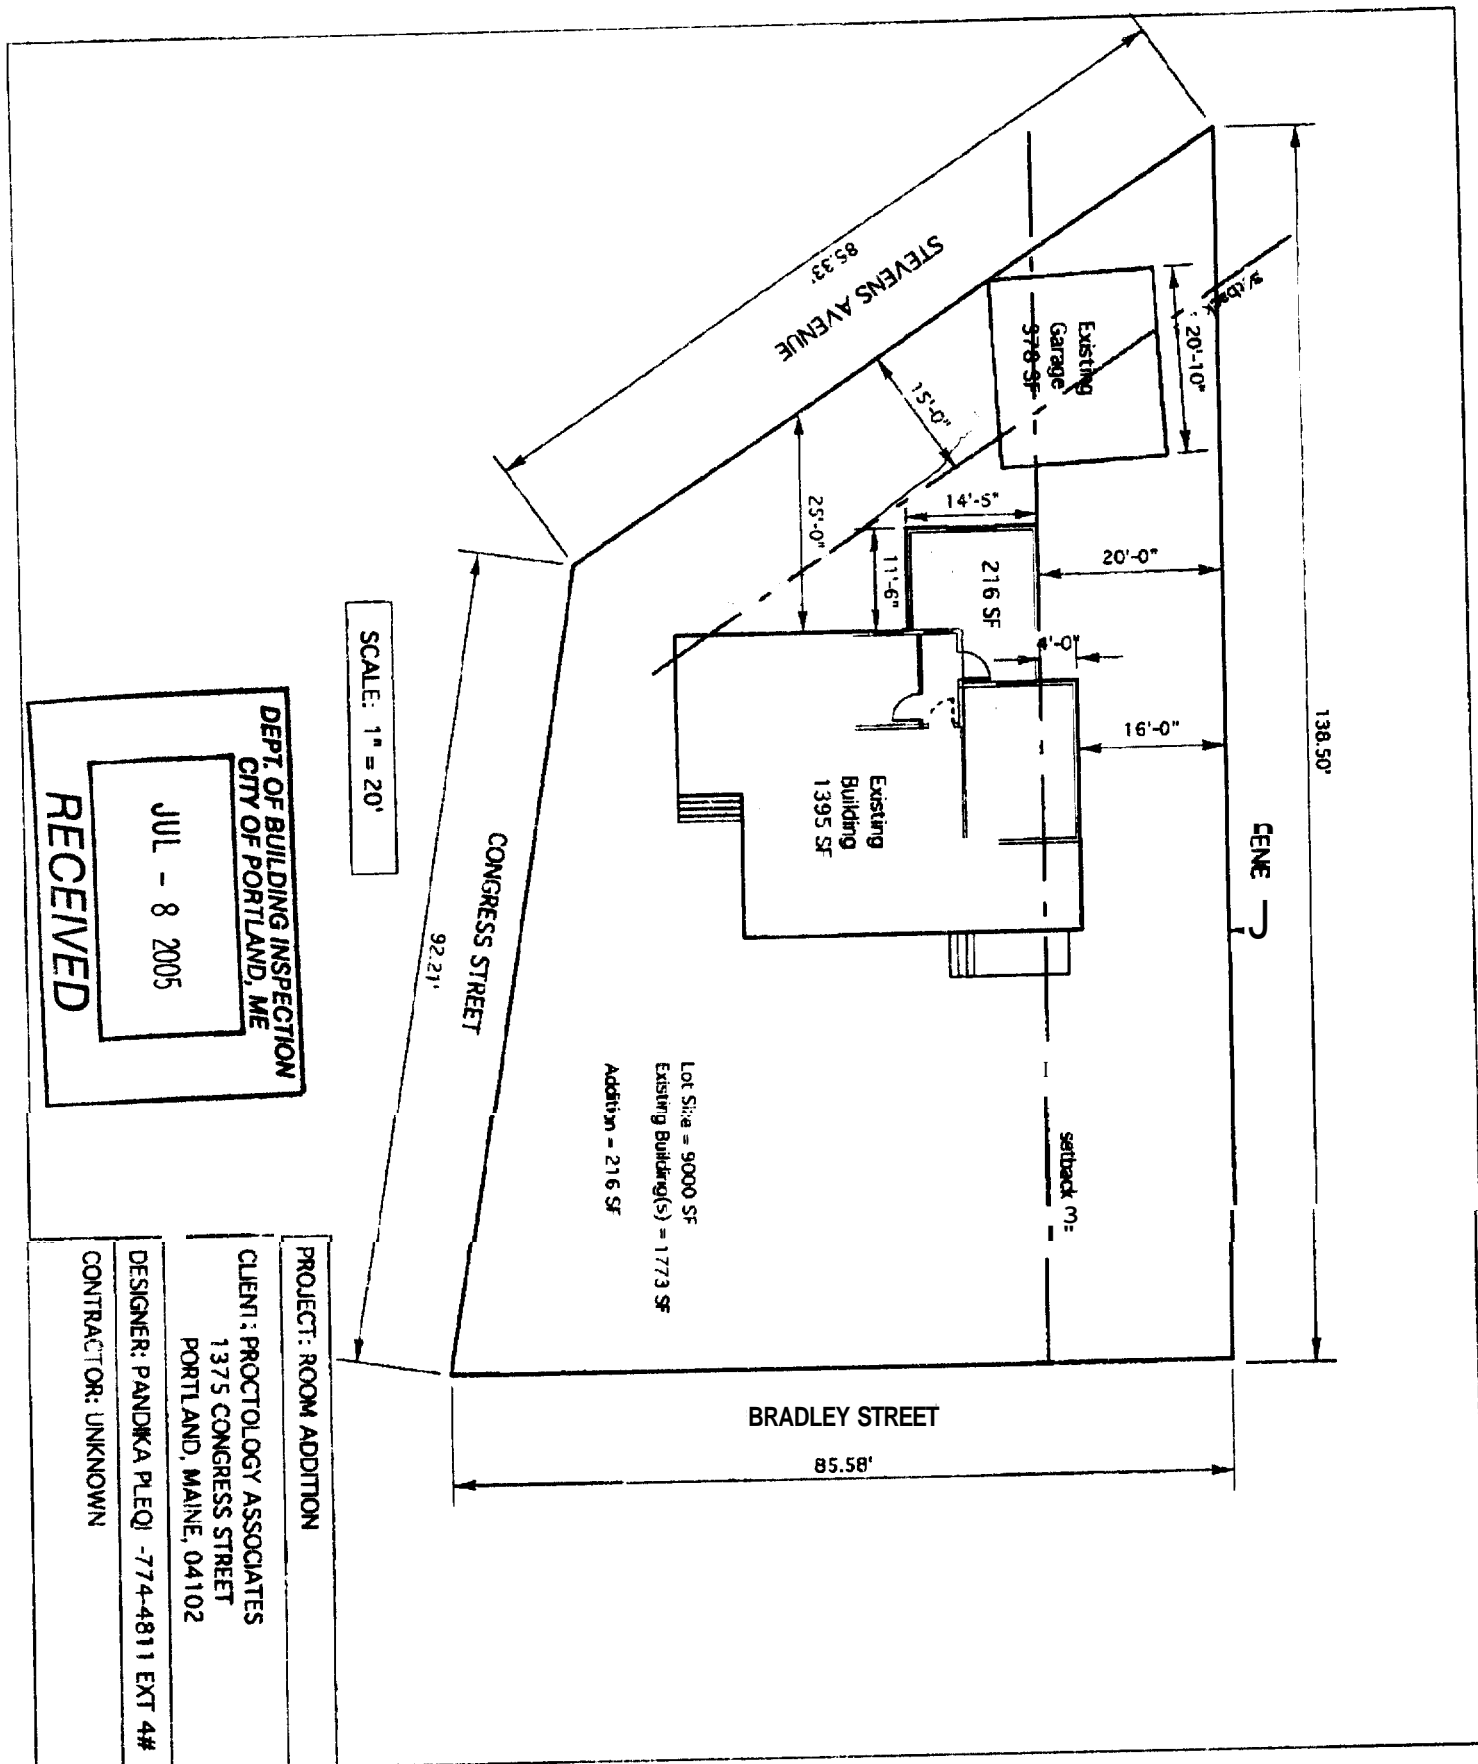 STEVENS AVENUE
85.33'
setback
20'-10"
Existing
Garage
378 SF
15'-0"
25'-0"
14'-5"
11'-6"
216 SF
20'-0"
4'-0"
16'-0"
138.50'
Existing
Building
1395 SF
SCALE: 1" = 20'
CONGRESS STREET
92.21'
setback
Lot Size = 9000 SF
Existing Building(s) = 1773 SF
Addition = 216 SF
BRADLEY STREET
85.58'
DEPT. OF BUILDING INSPECTION
CITY OF PORTLAND, ME
JUL - 8 2005
RECEIVED
PROJECT: ROOM ADDITION
CLIENT: PROCTOLOGY ASSOCIATES
1375 CONGRESS STREET
PORTLAND, MAINE, 04102
DESIGNER: PANDIKA PLEQI -774-4811 EXT 4#
CONTRACTOR: UNKNOWN